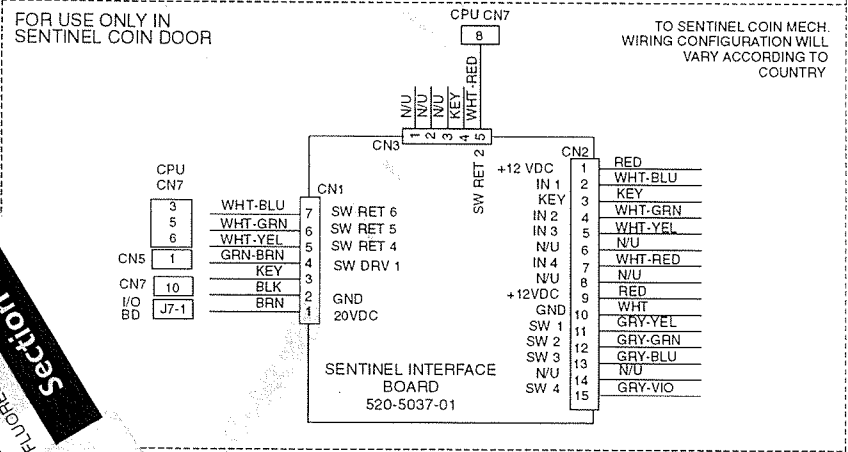 FOR USE ONLY IN
SENTINEL COIN DOOR
CPU CN7
8
TO SENTINEL COIN MECH.
WIRING CONFIGURATION WILL
VARY ACCORDING TO
COUNTRY
N/U
N/U
N/U
KEY
WHT-RED
CN3
1 2 3 4 5
SW RET 2
CPU
CN7
3
5
6
CN5 1
CN7 10
I/O
BD J7-1
WHT-BLU
WHT-GRN
WHT-YEL
GRN-BRN
KEY
BLK
BRN
CN1
7 SW RET 6
6 SW RET 5
5 SW RET 4
4 SW DRV 1
3
2 GND
1 20VDC
SENTINEL INTERFACE
BOARD
520-5037-01
CN2
+12 VDC 1 RED
IN 1 2 WHT-BLU
KEY 3 KEY
IN 2 4 WHT-GRN
IN 3 5 WHT-YEL
N/U 6 N/U
IN 4 7 WHT-RED
N/U 8 N/U
+12VDC 9 RED
GND 10 WHT
SW 1 11 GRY-YEL
SW 2 12 GRY-GRN
SW 3 13 GRY-BLU
N/U 14 N/U
SW 4 15 GRY-VIO
Section
FLUORE